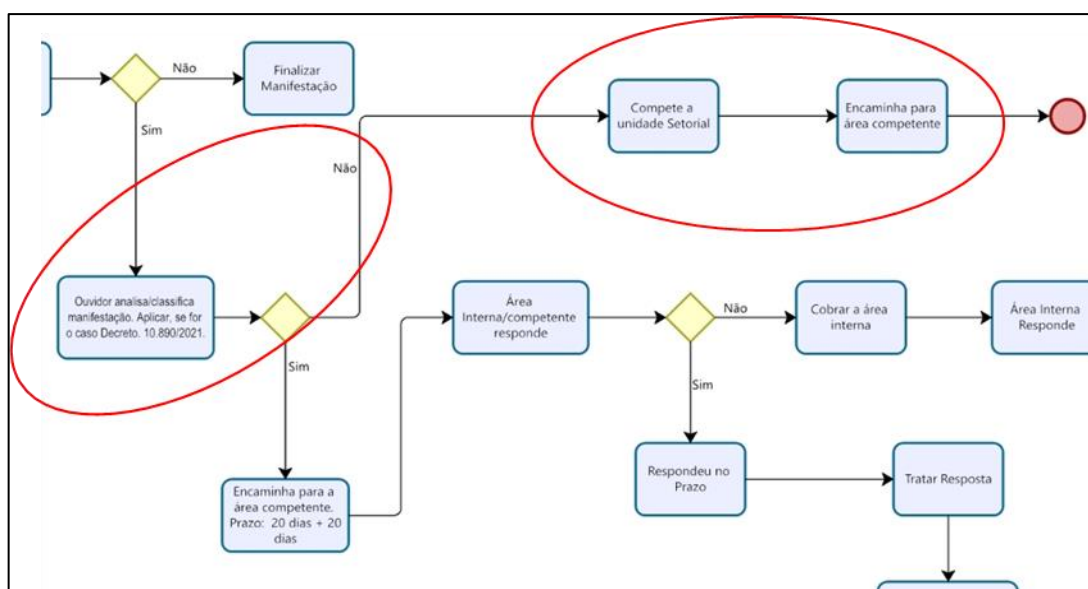 Não
Finalizar
Manifestação
Sim
Compete a
unidade Setorial
Encaminha para
área competente
Não
Ouvidor analisa/classifica
manifestação. Aplicar, se for
o caso Decreto. 10.890/2021.
Sim
Área
Interna/competente
responde
Não
Cobrar a área
interna
Área Interna
Responde
Sim
Encaminha para a
área competente.
Prazo: 20 dias + 20
dias
Respondeu no
Prazo
Tratar Resposta